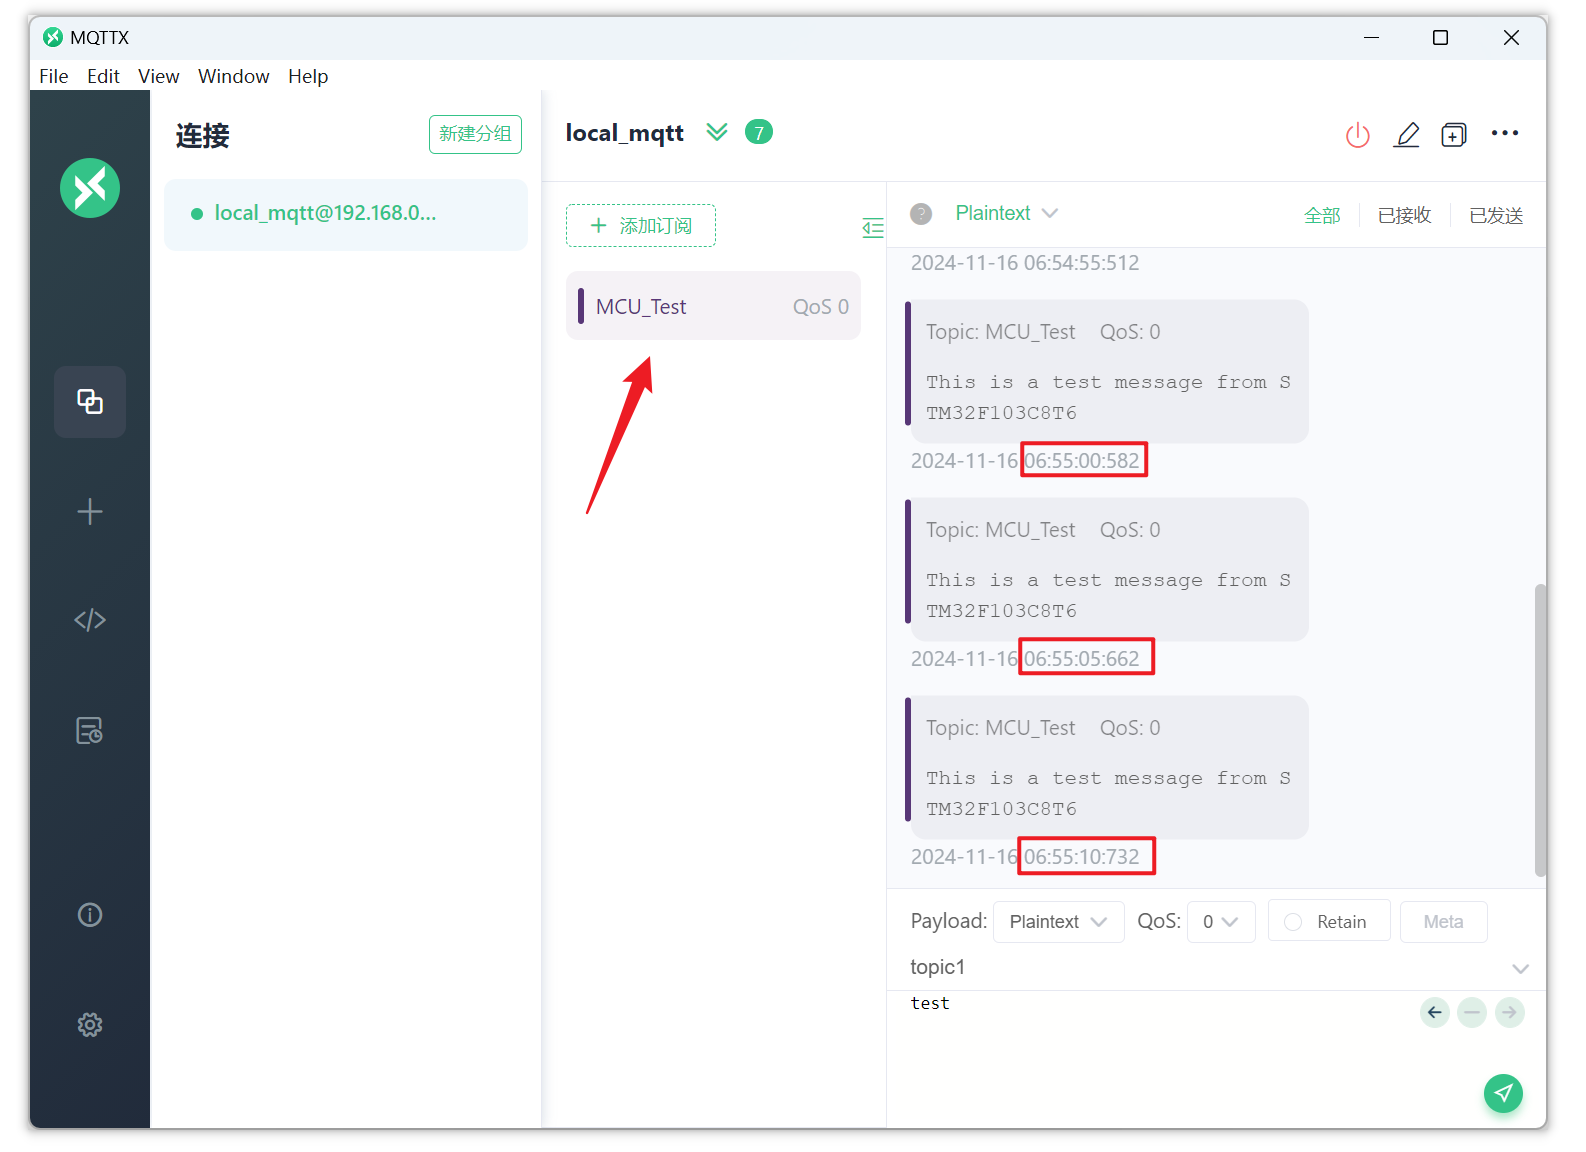 MQTTX
File Edit View Window Help
连接
新建分组
local_mqtt@192.168.0...
local_mqtt
7
添加订阅
MCU_Test QoS 0
? Plaintext
全部 已接收 已发送
2024-11-16 06:54:55:512
Topic: MCU_Test QoS: 0
This is a test message from S
TM32F103C8T6
2024-11-16 06:55:00:582
Topic: MCU_Test QoS: 0
This is a test message from S
TM32F103C8T6
2024-11-16 06:55:05:662
Topic: MCU_Test QoS: 0
This is a test message from S
TM32F103C8T6
2024-11-16 06:55:10:732
Payload: Plaintext QoS: 0 Retain Meta
topic1
test